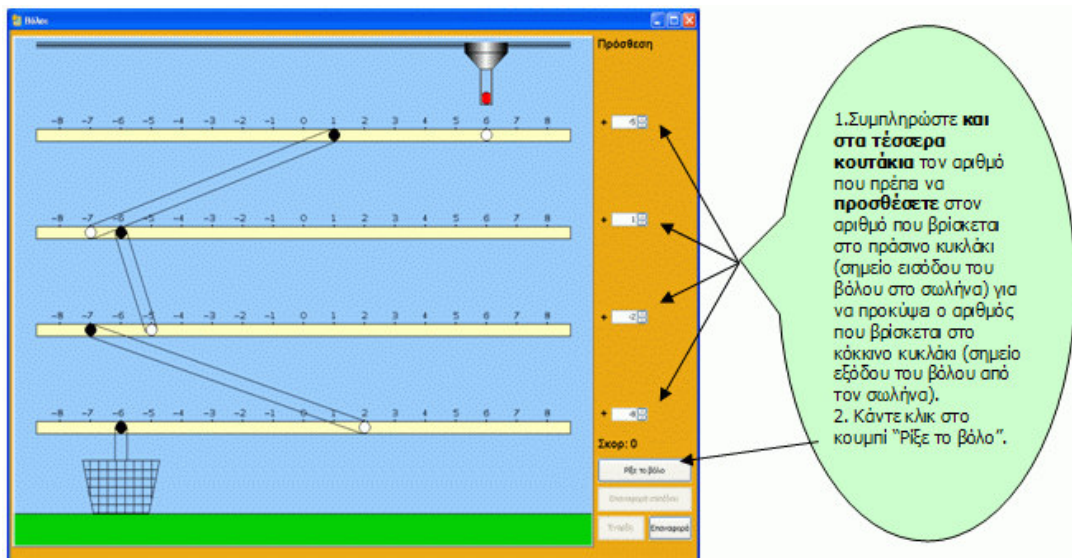 Βόλοι
Πρόσθεση
-8 -7 -6 -5 -4 -3 -2 -1 0 1 2 3 4 5 6 7 8
+ -5
-8 -7 -6 -5 -4 -3 -2 -1 0 1 2 3 4 5 6 7 8
+ 1
-8 -7 -6 -5 -4 -3 -2 -1 0 1 2 3 4 5 6 7 8
+ -2
-8 -7 -6 -5 -4 -3 -2 -1 0 1 2 3 4 5 6 7 8
+ -8
Σκορ: 0
Ρίξε το βόλο
Επαναφορά επιπέδου
Έναρξη Επαναφορά
1.Συμπληρώστε και
στα τέσσερα
κουτάκια τον αριθμό
που πρέπει να
προσθέσετε στον
αριθμό που βρίσκεται
στο πράσινο κυκλάκι
(σημείο εισόδου του
βόλου στο σωλήνα) για
να προκύψει ο αριθμός
που βρίσκεται στο
κόκκινο κυκλάκι (σημείο
εξόδου του βόλου από
τον σωλήνα).
2. Κάντε κλικ στο
κουμπί "Ρίξε το βόλο".